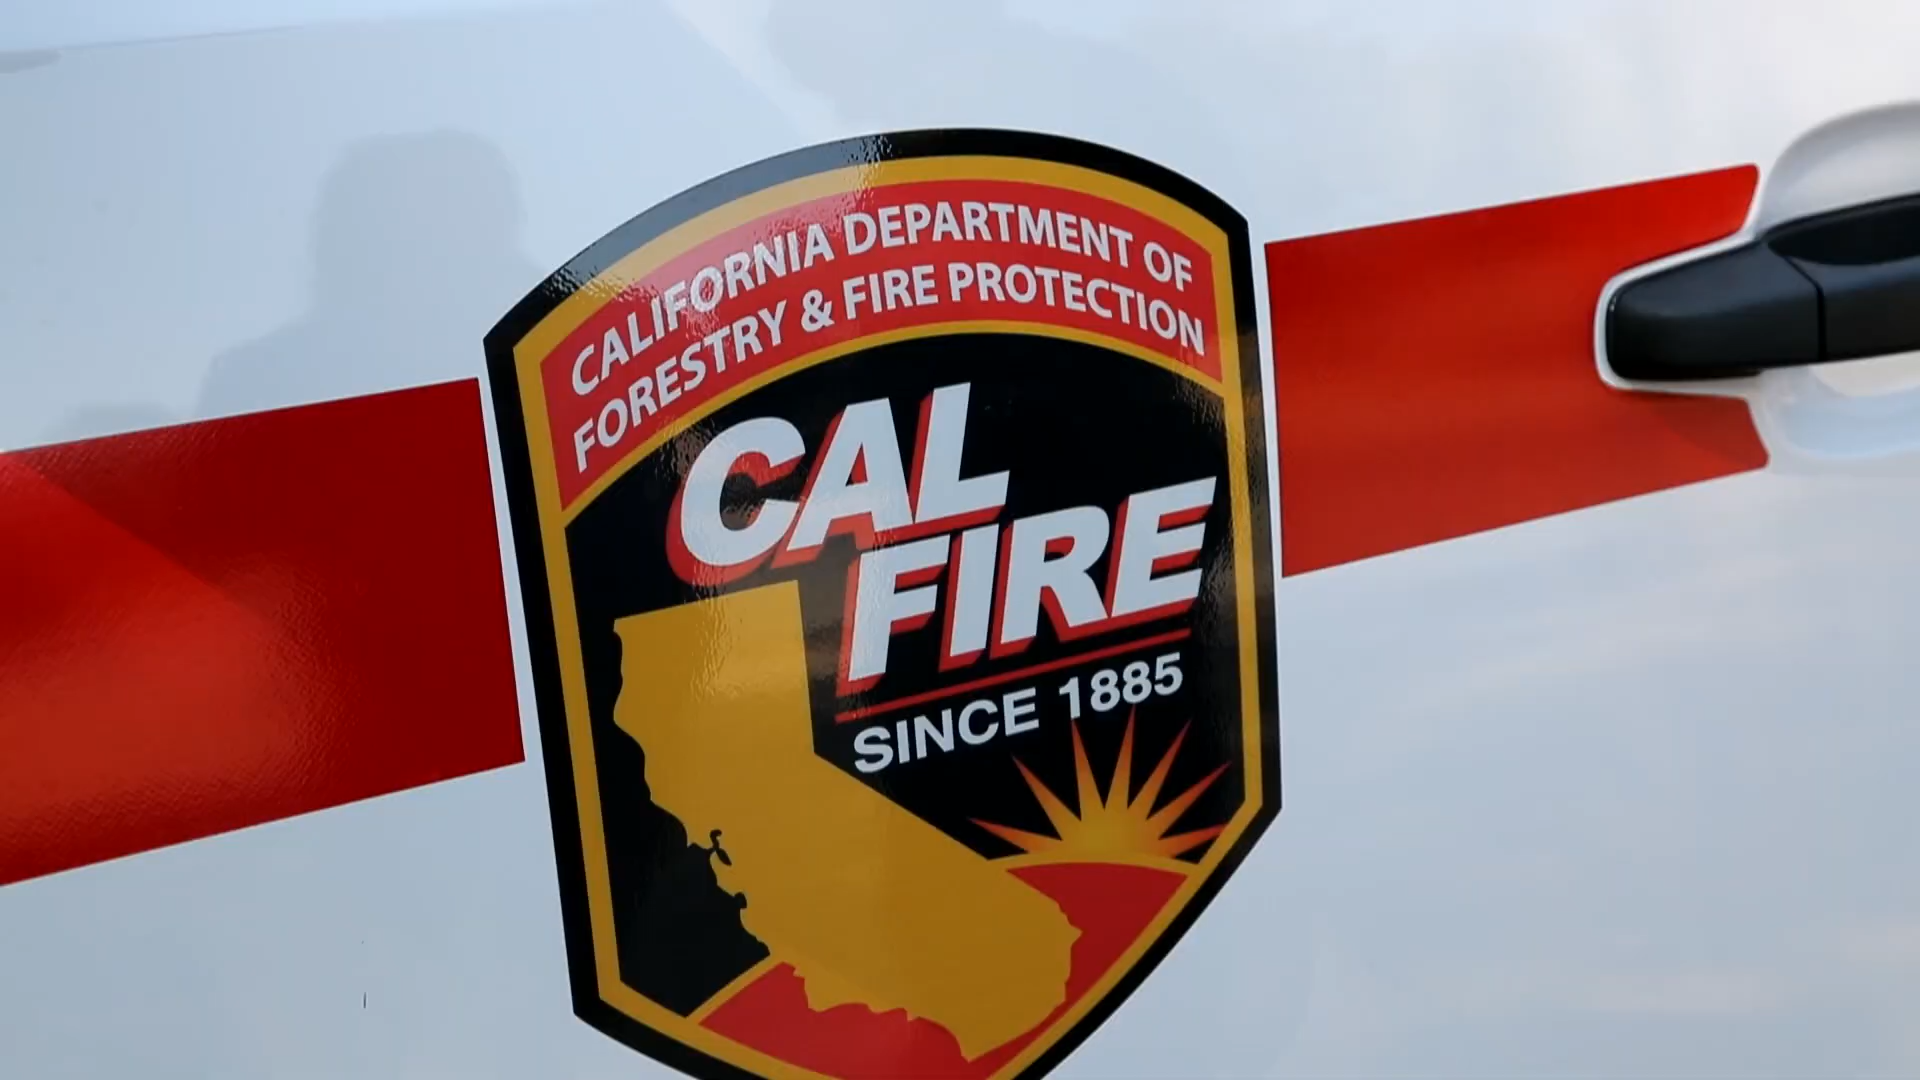 CALIFORNIA DEPARTMENT OF
FORESTRY & FIRE PROTECTION
CAL
FIRE
SINCE 1885